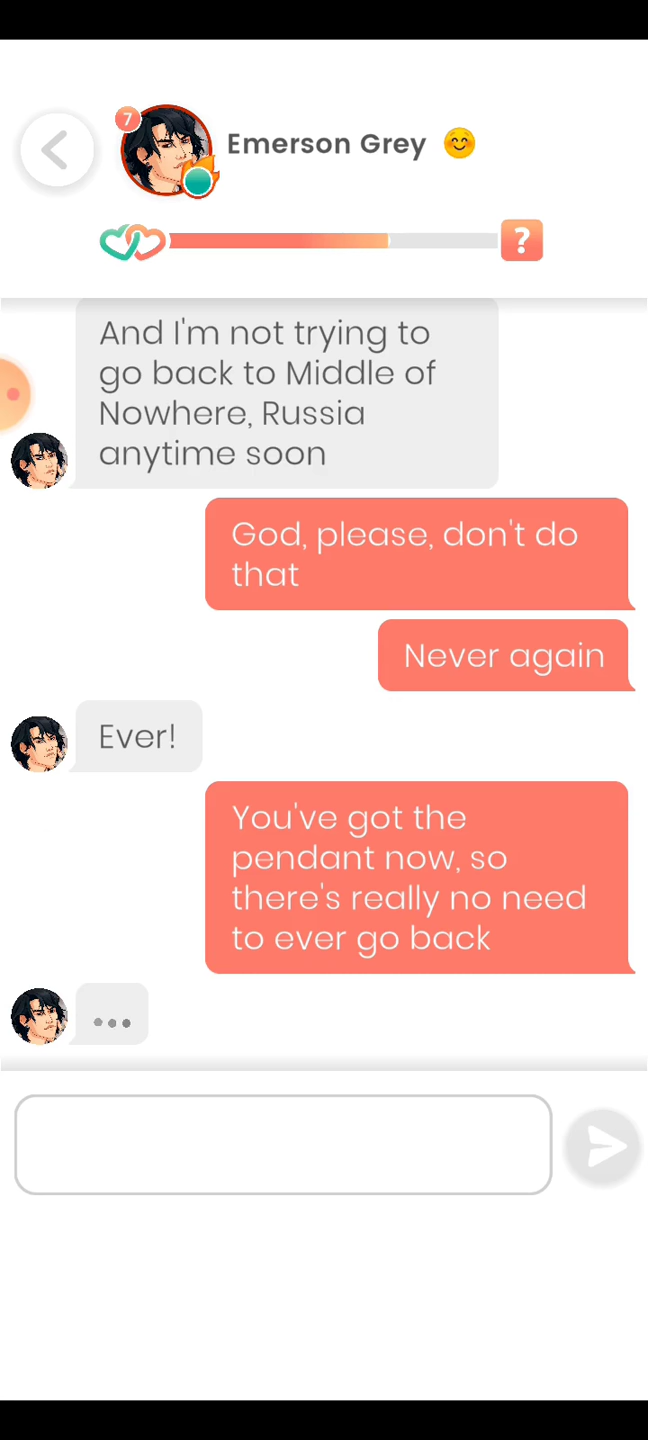 7
Emerson Grey 😊
?
And I'm not trying to
go back to Middle of
Nowhere, Russia
anytime soon
God, please, don't do
that
Never again
Ever!
You've got the
pendant now, so
there's really no need
to ever go back
...